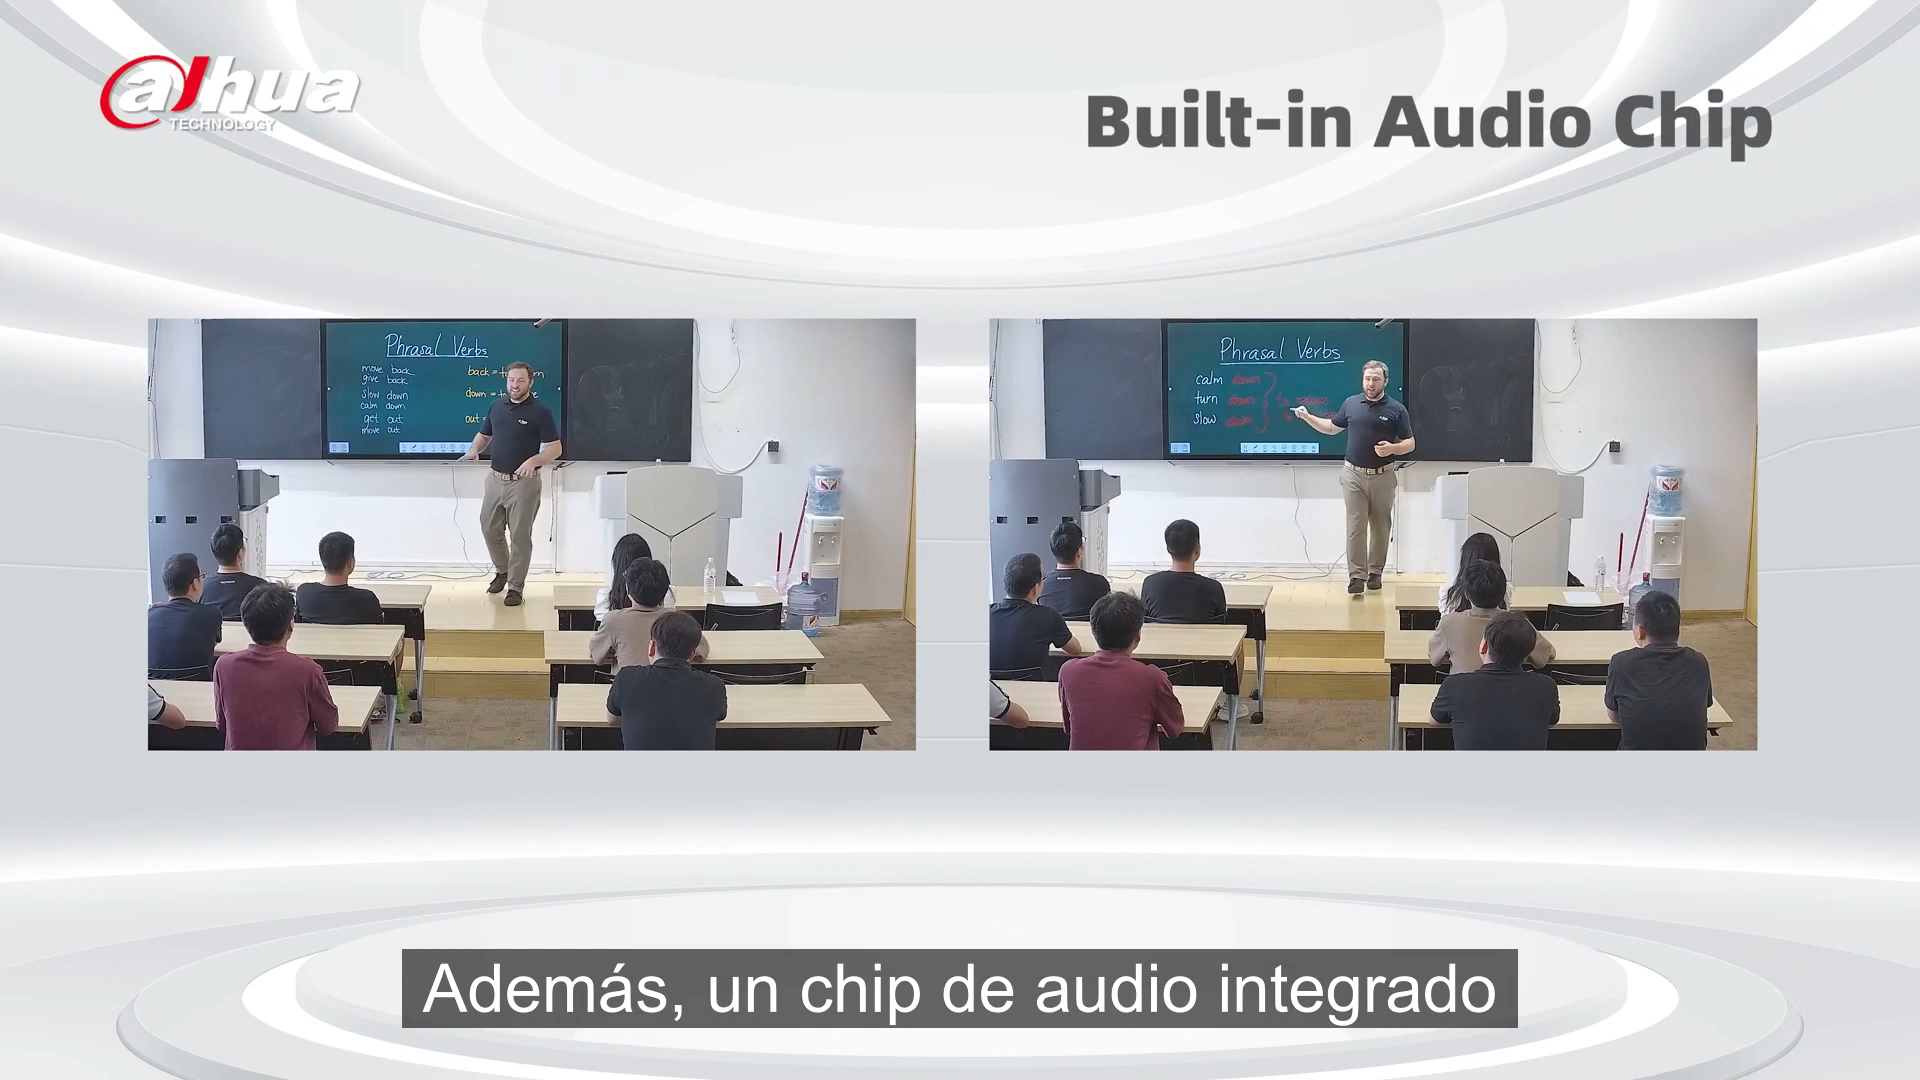 alhua
TECHNOLOGY
Built-in Audio Chip
Phrasal Verbs
move back
give back
slow down
calm down
get out
move out
back =
down =
out =
Phrasal Verbs
calm down
turn down
slow down
Además, un chip de audio integrado